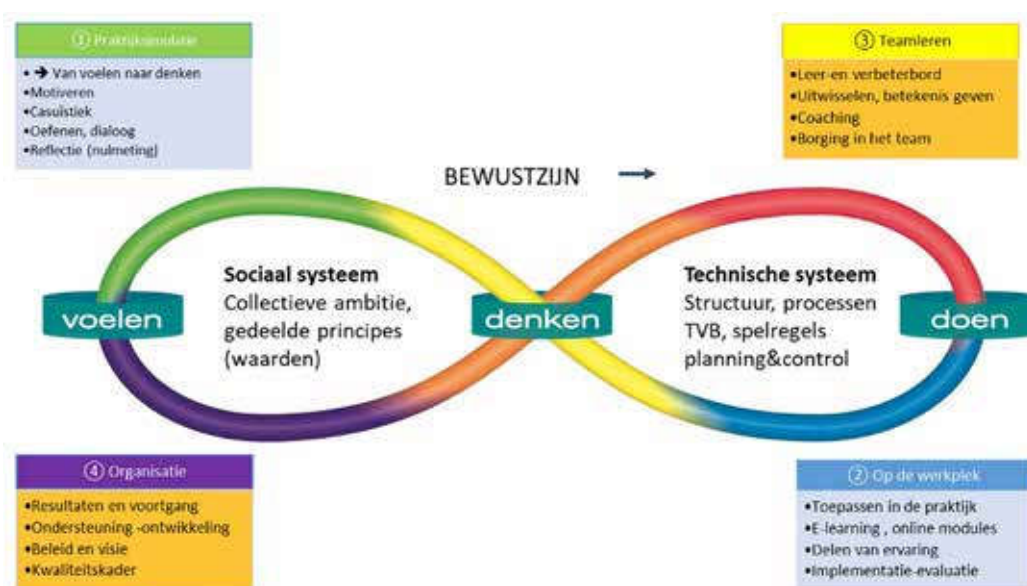 ① Praktijksimulatie
• ➔ Van voelen naar denken
•Motiveren
•Casuïstiek
•Oefenen, dialoog
•Reflectie (nulmeting)
③ Teamleren
•Leer-en verbeterbord
•Uitwisselen, betekenis geven
•Coaching
•Borging in het team
BEWUSTZIJN →
Sociaal systeem
Collectieve ambitie,
gedeelde principes
(waarden)
Technische systeem
Structuur, processen
TVB, spelregels
planning&control
voelen
denken
doen
④ Organisatie
•Resultaten en voortgang
•Ondersteuning -ontwikkeling
•Beleid en visie
•Kwaliteitskader
② Op de werkplek
•Toepassen in de praktijk
•E-learning , online modules
•Delen van ervaring
•Implementatie-evaluatie